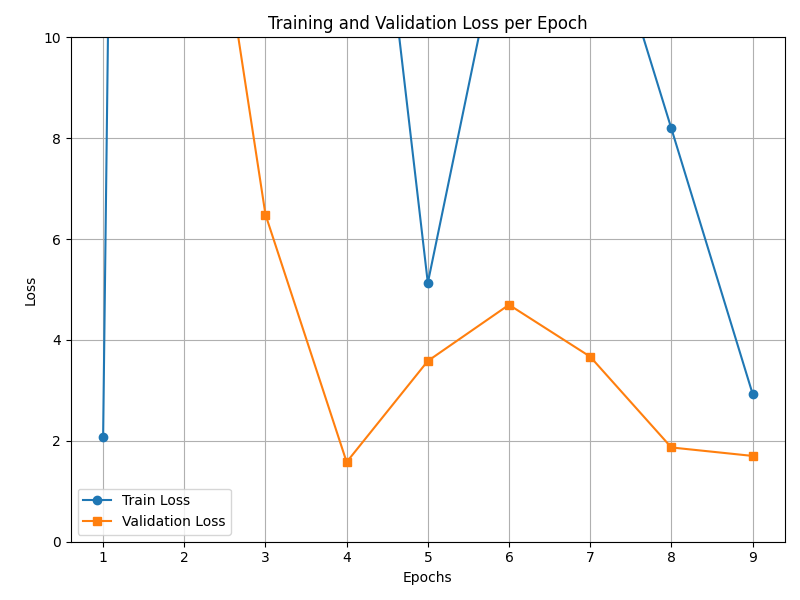 Training and Validation Loss per Epoch
10
8
6
4
2
0
Loss
Train Loss
Validation Loss
1 2 3 4 5 6 7 8 9
Epochs